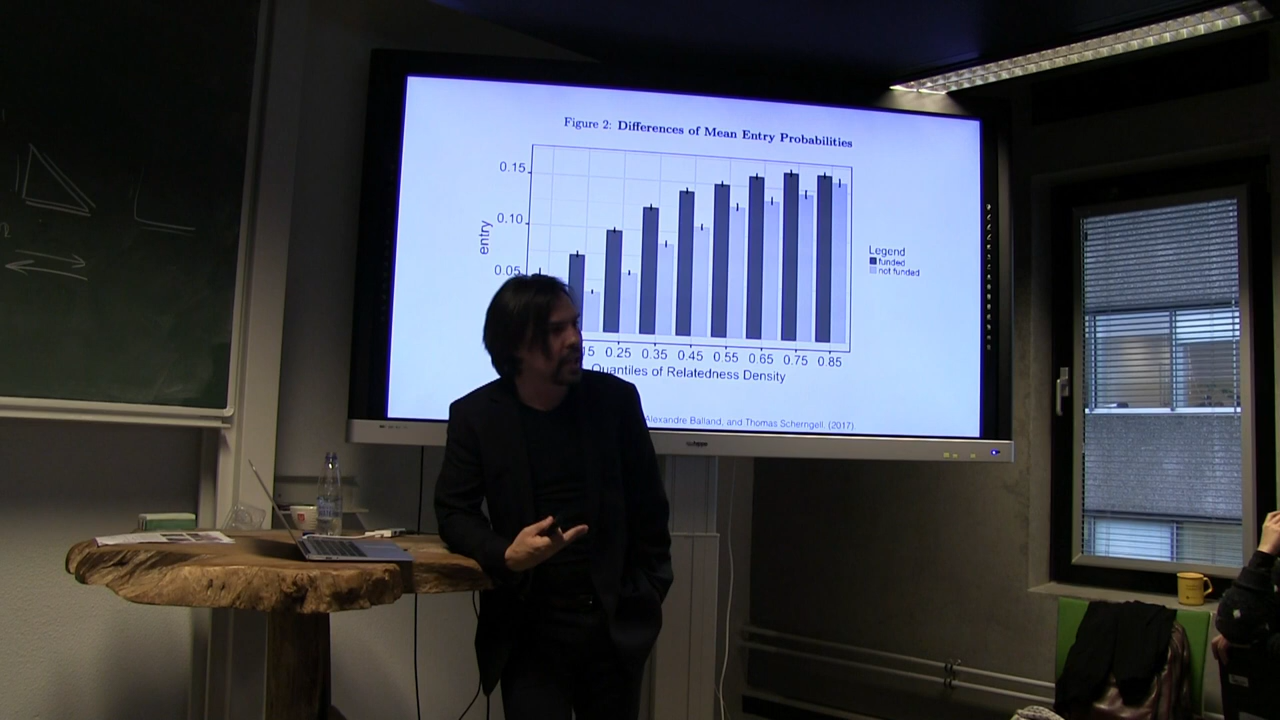 Figure 2: Differences of Mean Entry Probabilities
0.15
0.10
0.05
entry
Legend
funded
not funded
15 0.25 0.35 0.45 0.55 0.65 0.75 0.85
Quantiles of Relatedness Density
Alexandre Balland, and Thomas Scherngell. (2017).